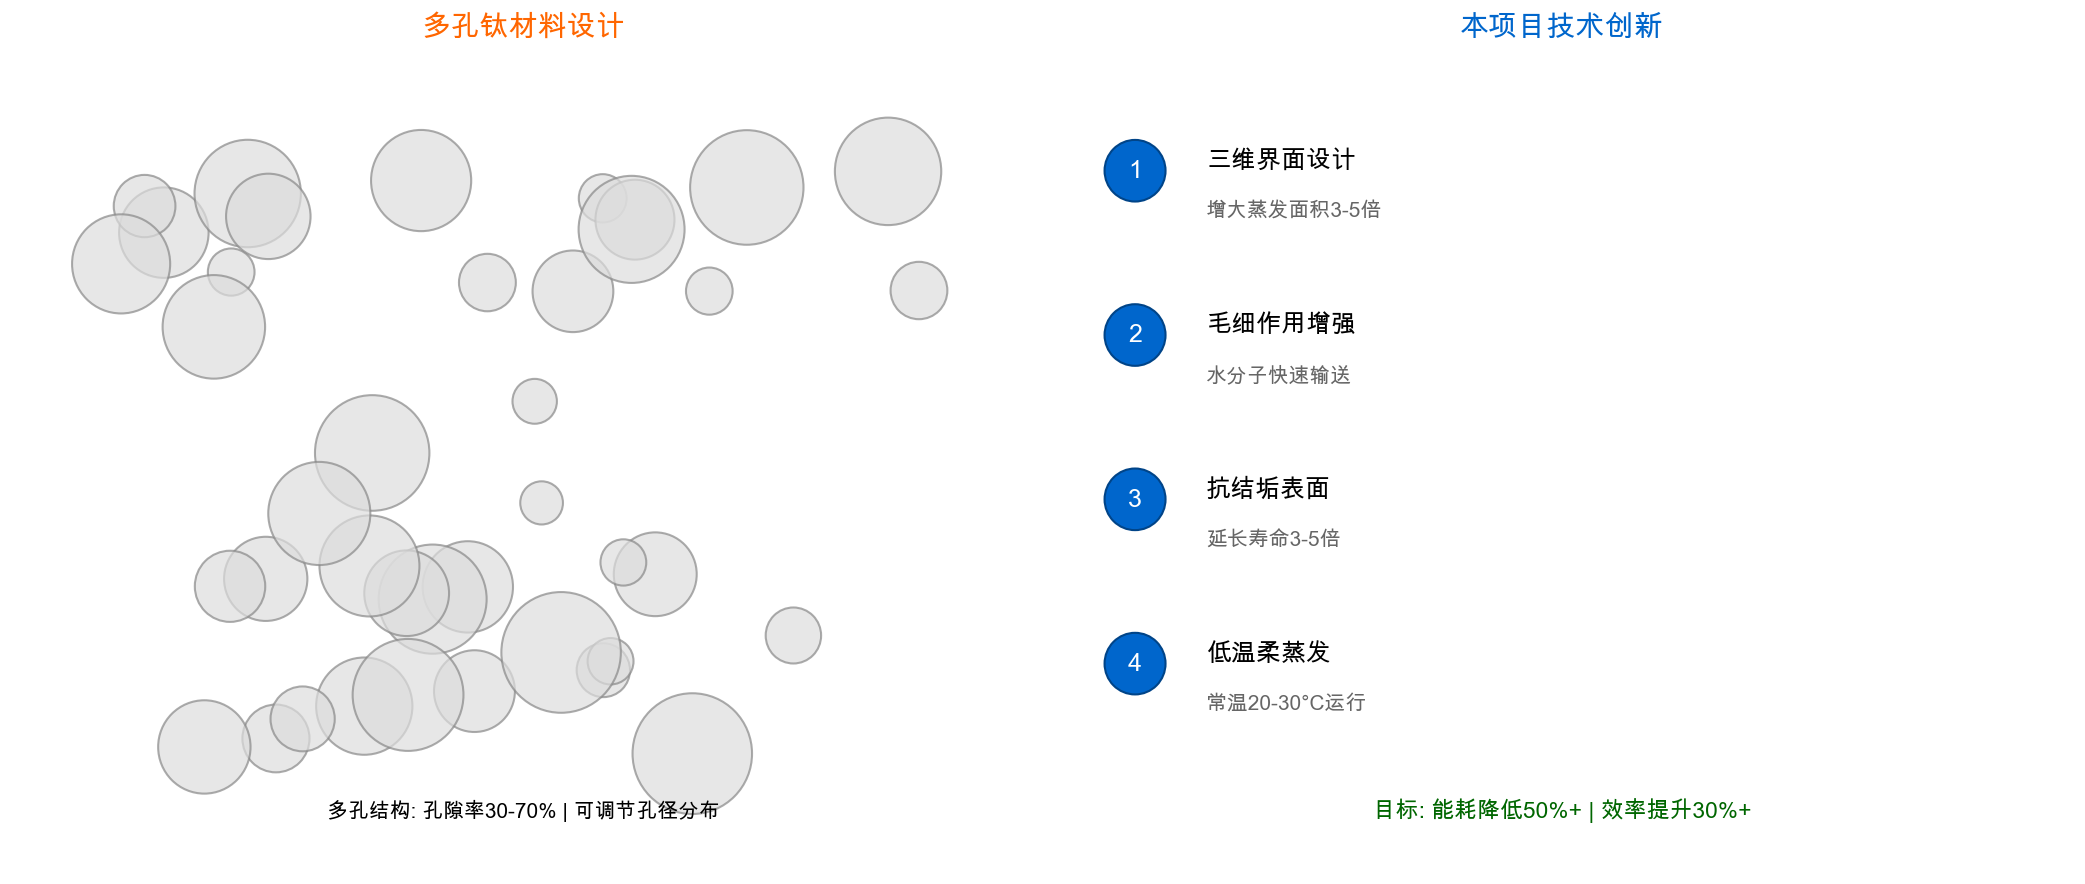 多孔钛材料设计
多孔结构: 孔隙率30-70% | 可调节孔径分布
本项目技术创新
1
三维界面设计
增大蒸发面积3-5倍
2
毛细作用增强
水分子快速输送
3
抗结垢表面
延长寿命3-5倍
4
低温柔蒸发
常温20-30°C运行
目标: 能耗降低50%+ | 效率提升30%+